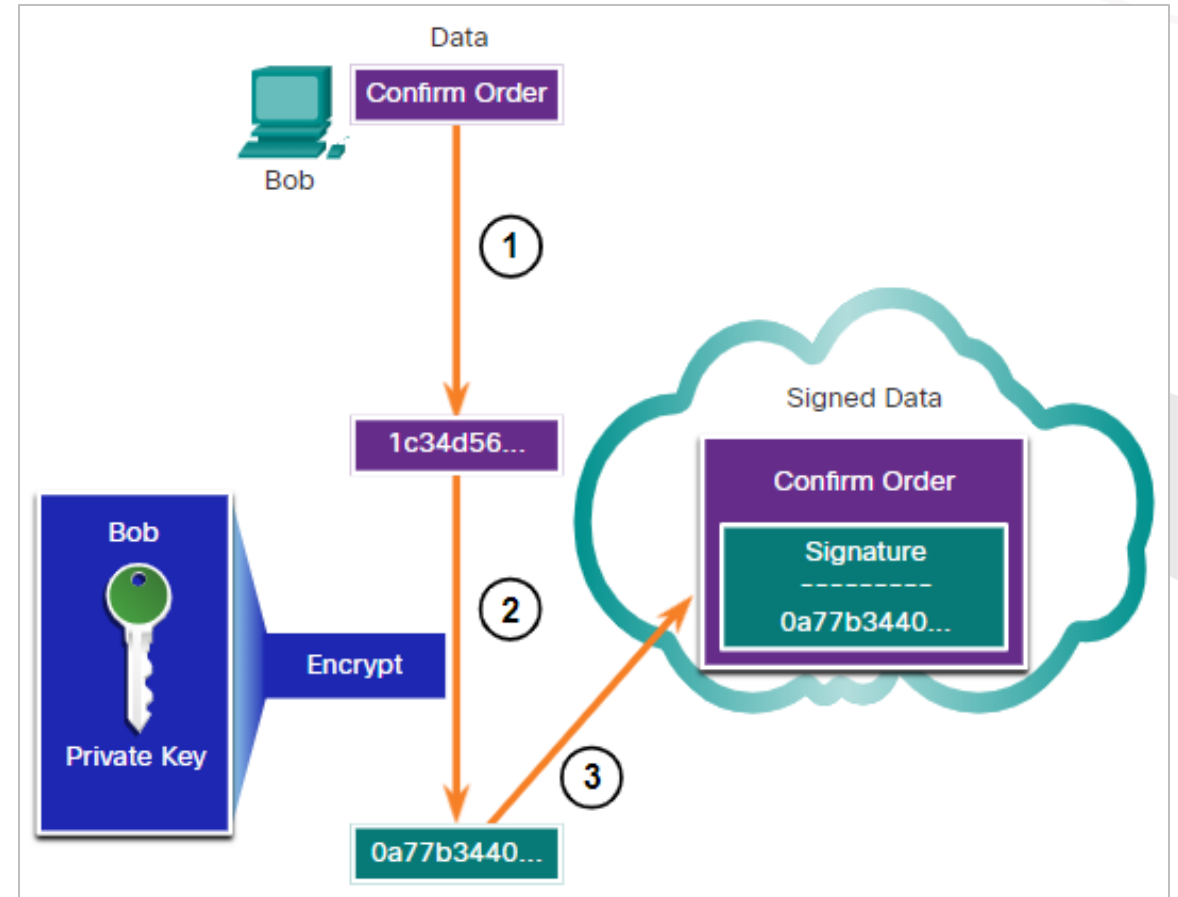 Data
Confirm Order
Bob
1
1c34d56...
Signed Data
Confirm Order
Signature
---------
0a77b3440...
Bob
Private Key
Encrypt
2
3
0a77b3440...